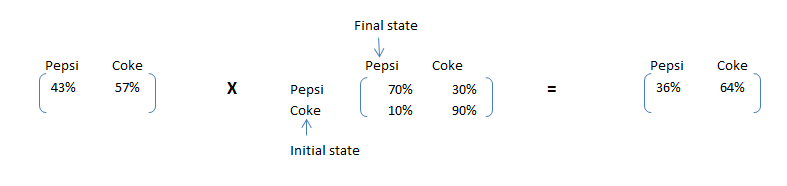 Final state
Pepsi Coke Pepsi Coke Pepsi Coke
43% 57% X Pepsi 70% 30% = 36% 64%
Coke 10% 90%
Initial state